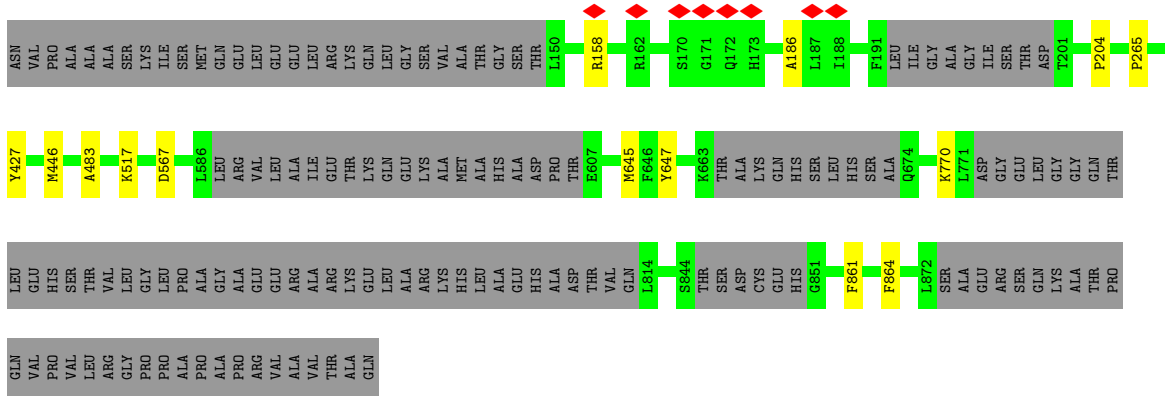 ASN VAL PRO ALA ALA ALA SER LYS ILE SER MET GLN GLU LEU GLU GLU GLU LEU ARG LYS GLN LEU GLY SER VAL ALA THR GLY SER THR L150 R158 R162 S170 G171 Q172 H173 A186 L187 I188 F191 LEU ILE GLY ALA GLY ILE SER THR ASP T201 P204 P265
Y427 M446 A483 K517 D567 L586 LEU ARG VAL LEU ALA ILE GLU THR LYS GLN GLU LYS ALA MET ALA HIS ALA ASP PRO THR E607 M645 F646 Y647 K663 THR ALA LYS GLN HIS SER LEU HIS SER ALA Q674 K770 L771 ASP GLY GLU LEU GLY GLY GLN THR
LEU GLU HIS SER THR VAL LEU GLY LEU PRO ALA GLY ALA GLU GLU ARG ALA ARG LYS GLU LEU ALA ARG LYS HIS LEU ALA GLU HIS ALA ASP THR VAL GLN L814 S844 THR SER ASP CYS GLU HIS G851 F861 F864 L872 SER ALA GLU ARG SER GLN LYS ALA THR PRO
GLN VAL PRO VAL LEU ARG GLY PRO PRO ALA PRO ALA PRO ARG VAL ALA VAL THR ALA GLN